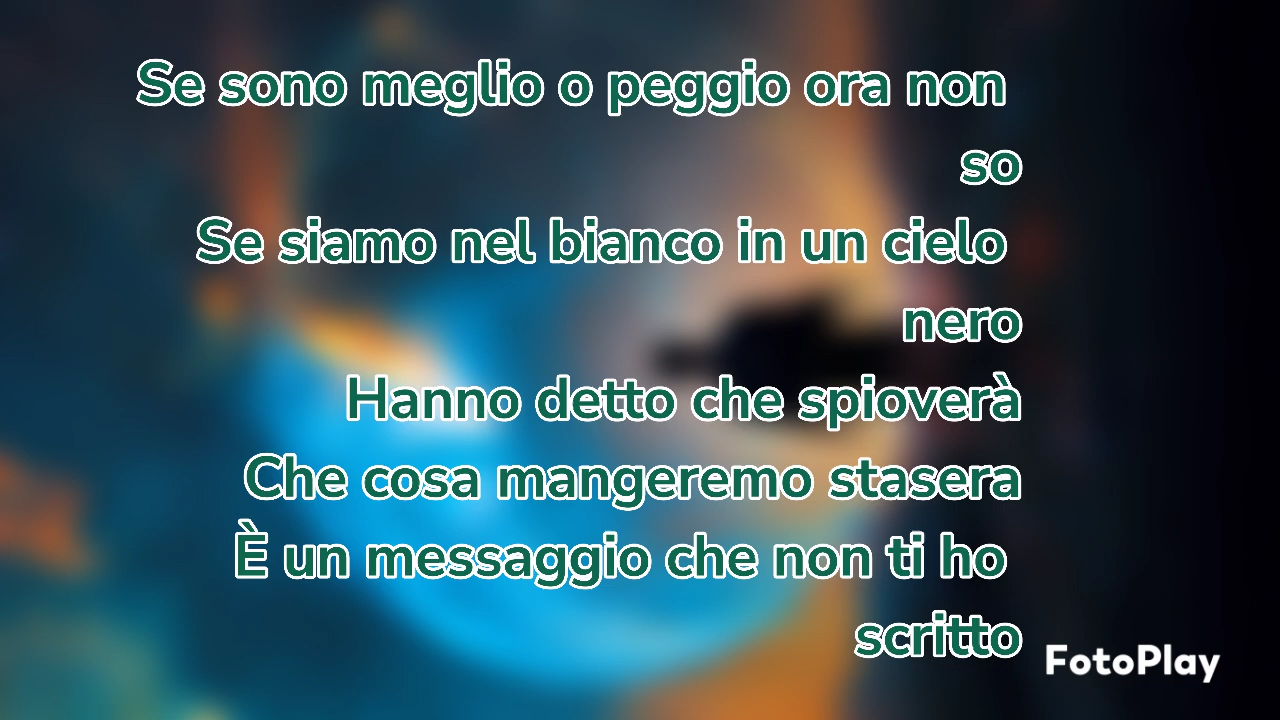 Se sono meglio o peggio ora non
so
Se siamo nel bianco in un cielo
nero
Hanno detto che spioverà
Che cosa mangeremo stasera
È un messaggio che non ti ho
scritto
FotoPlay